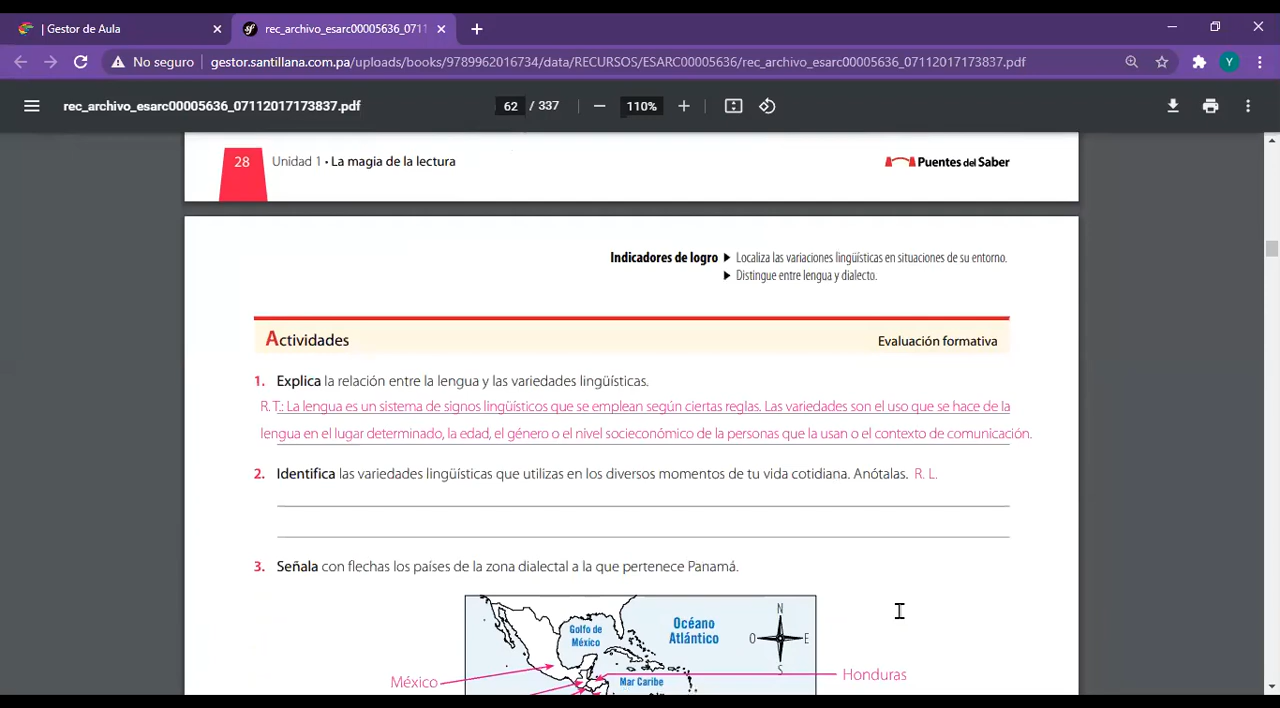 | Gestor de Aula
rec_archivo_esarc00005636_0711
No seguro
gestor.santillana.com.pa/uploads/books/9789962016734/data/RECURSOS/ESARC00005636/rec_archivo_esarc00005636_07112017173837.pdf
Y
rec_archivo_esarc00005636_07112017173837.pdf
62 / 337
110%
28 Unidad 1 • La magia de la lectura
Puentes del Saber
Indicadores de logro ▶ Localiza las variaciones lingüísticas en situaciones de su entorno.
▶ Distingue entre lengua y dialecto.
Actividades
Evaluación formativa
1. Explica la relación entre la lengua y las variedades lingüísticas.
R. T.: La lengua es un sistema de signos lingüísticos que se emplean según ciertas reglas. Las variedades son el uso que se hace de la
lengua en el lugar determinado, la edad, el género o el nivel socieconómico de la personas que la usan o el contexto de comunicación.
2. Identifica las variedades lingüísticas que utilizas en los diversos momentos de tu vida cotidiana. Anótalas. R. L.
3. Señala con flechas los países de la zona dialectal a la que pertenece Panamá.
Golfo de
México
Océano
Atlántico
N
O
E
S
México
Mar Caribe
Honduras